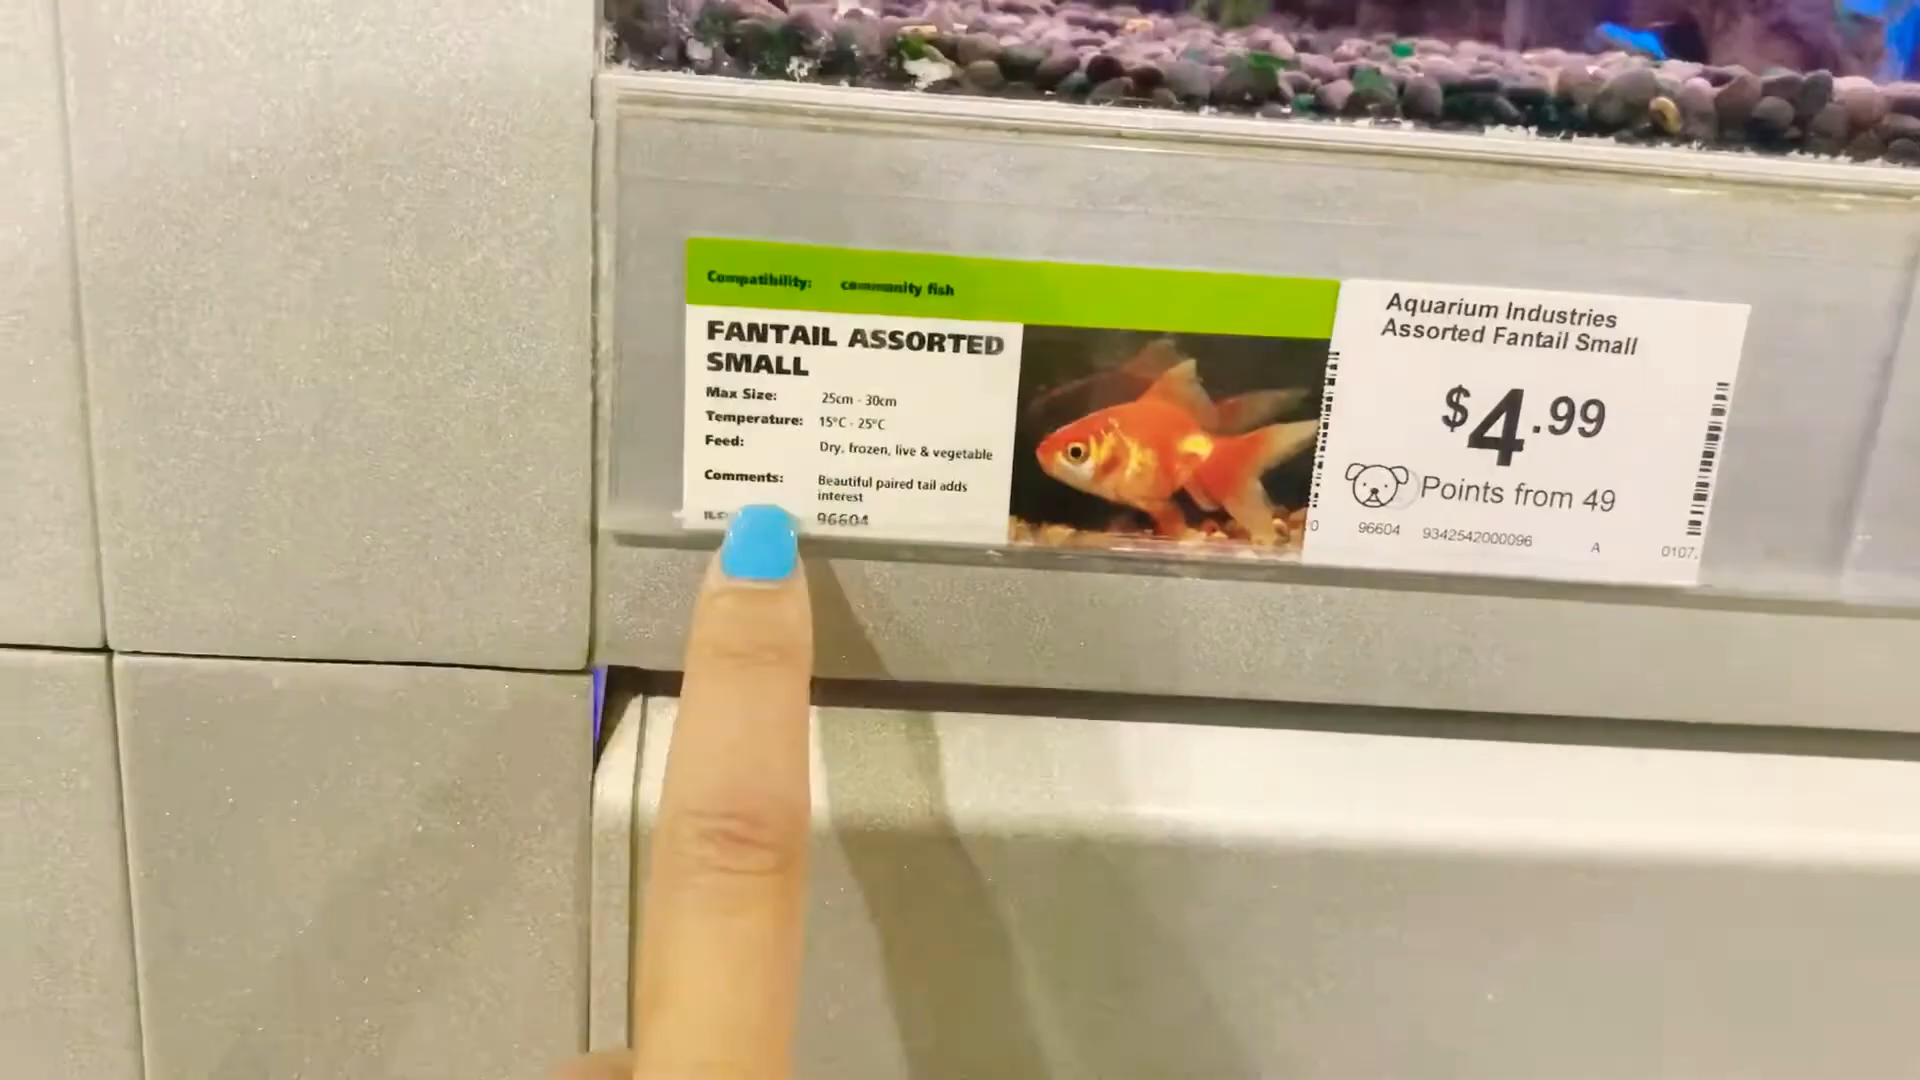 Compatibility: community fish
FANTAIL ASSORTED
SMALL
Max Size: 25cm - 30cm
Temperature: 15°C - 25°C
Feed: Dry, frozen, live & vegetable
Comments: Beautiful paired tail adds
interest
96604
Aquarium Industries
Assorted Fantail Small
$4.99
Points from 49
0 96604 9342542000096 A 0107.